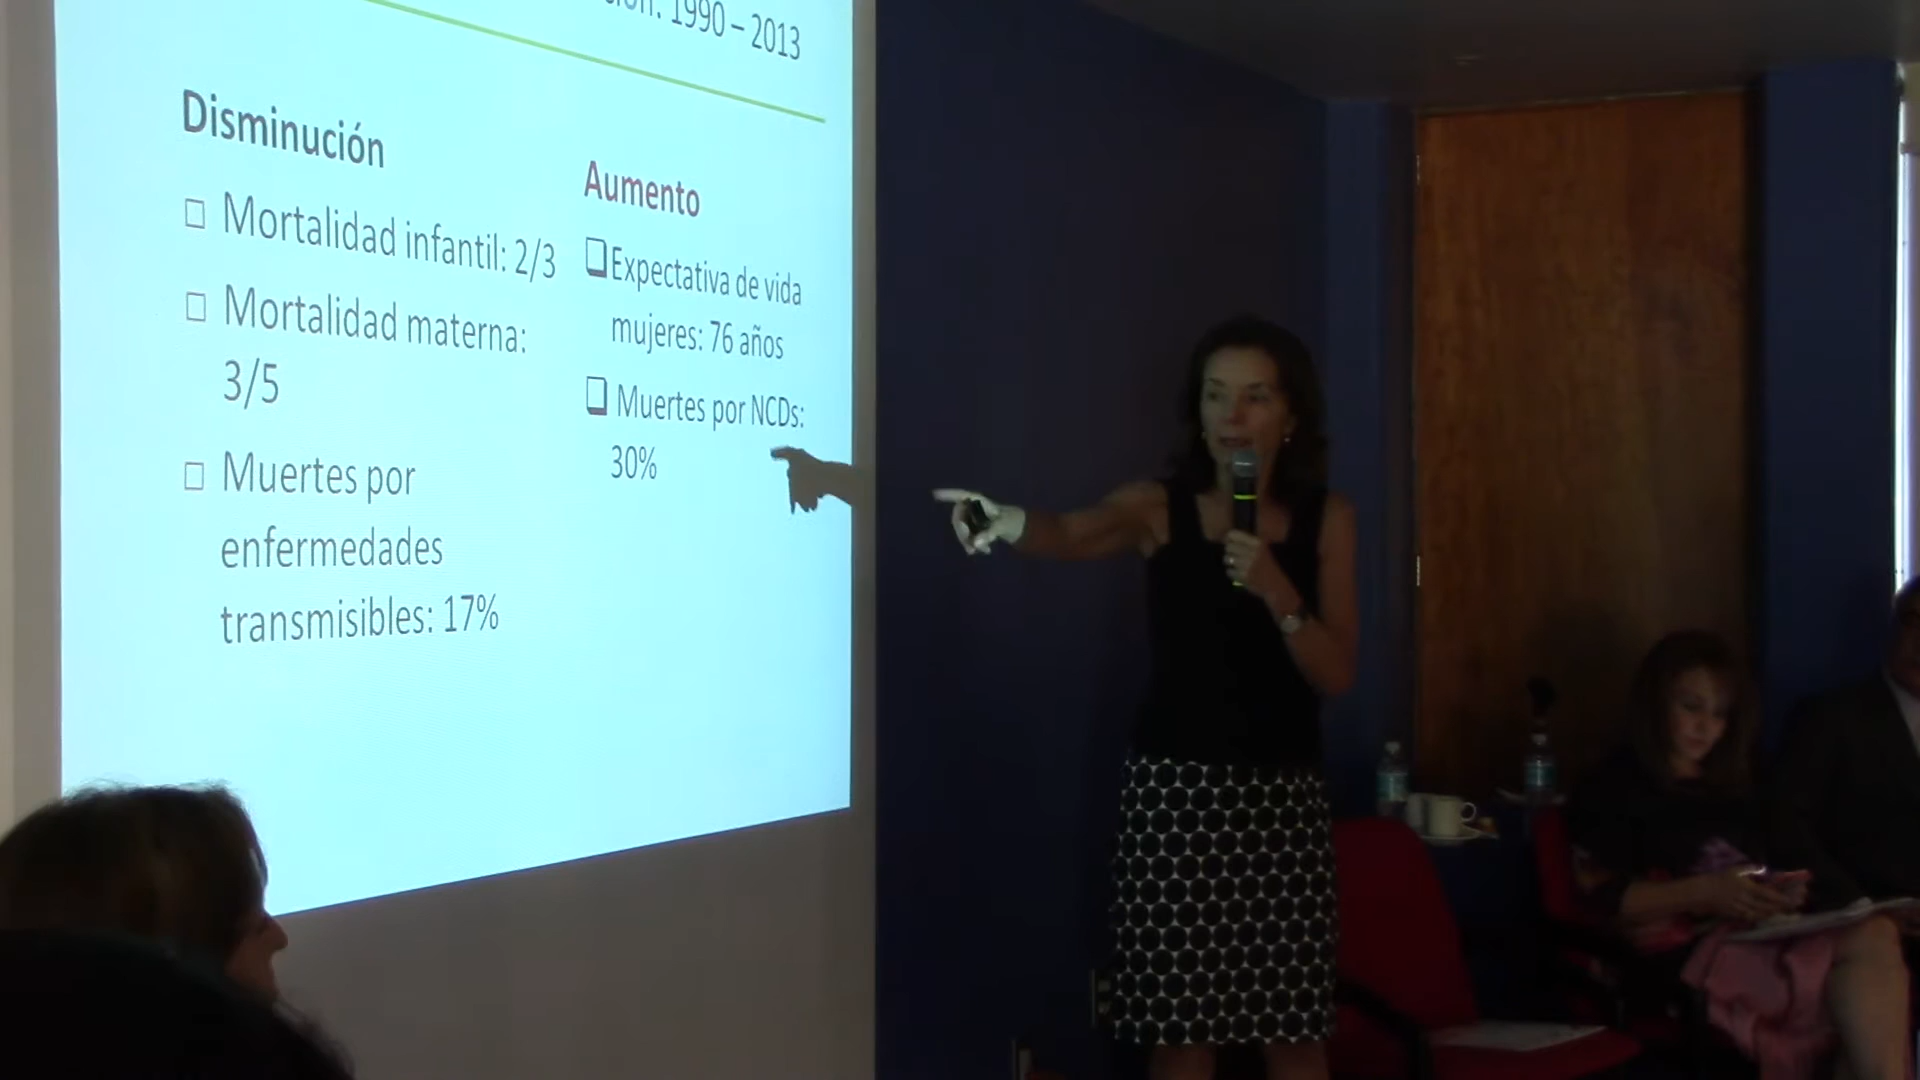 1990 – 2013
Disminución
□ Mortalidad infantil: 2/3
□ Mortalidad materna:
3/5
□ Muertes por
enfermedades
transmisibles: 17%
Aumento
❑Expectativa de vida
mujeres: 76 años
❑ Muertes por NCDs:
30%